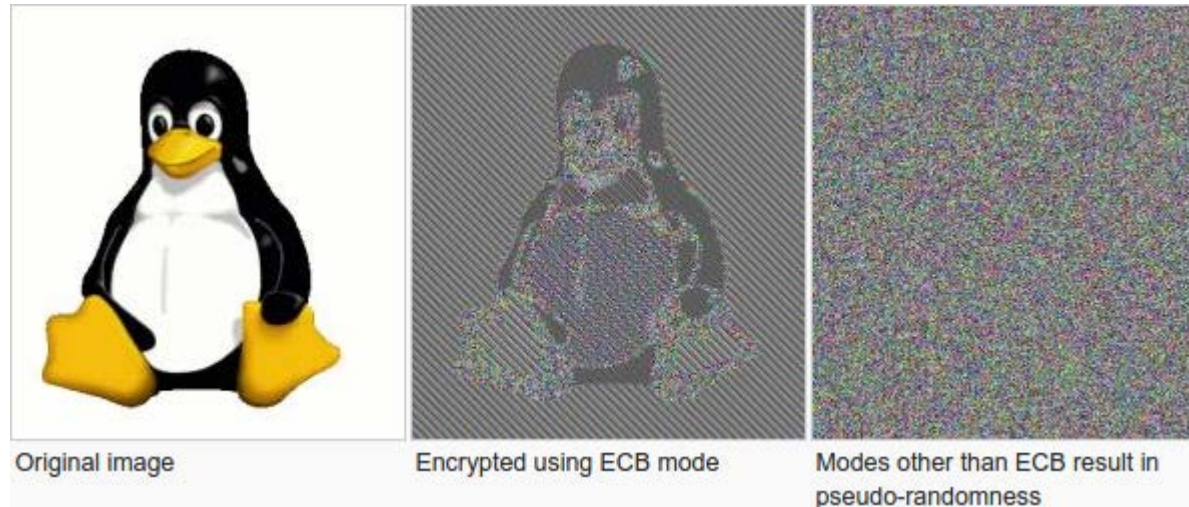 Original image
Encrypted using ECB mode
Modes other than ECB result in
pseudo-randomness